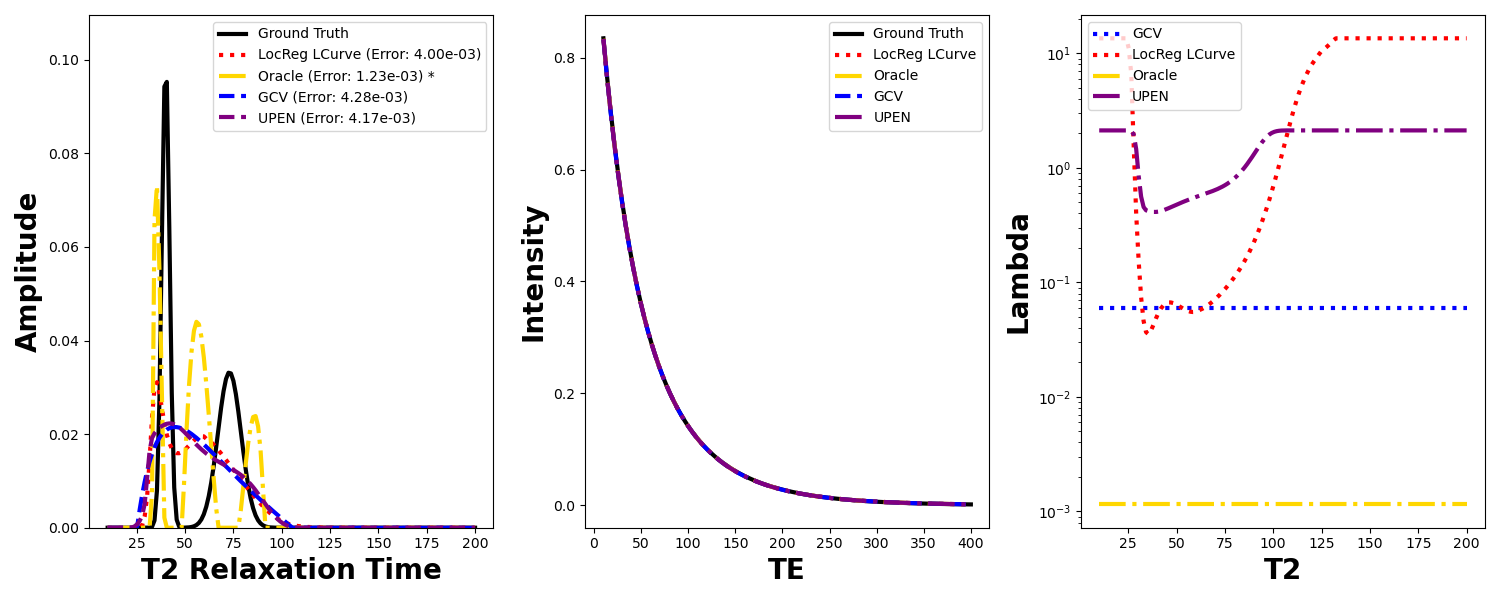 Amplitude
0.10
0.08
0.06
0.04
0.02
0.00
Ground Truth
LocReg LCurve (Error: 4.00e-03)
Oracle (Error: 1.23e-03) *
GCV (Error: 4.28e-03)
UPEN (Error: 4.17e-03)
25 50 75 100 125 150 175 200
T2 Relaxation Time
Intensity
0.8
0.6
0.4
0.2
0.0
Ground Truth
LocReg LCurve
Oracle
GCV
UPEN
0 50 100 150 200 250 300 350 400
TE
Lambda
10¹
10⁰
10⁻¹
10⁻²
10⁻³
GCV
LocReg LCurve
Oracle
UPEN
25 50 75 100 125 150 175 200
T2